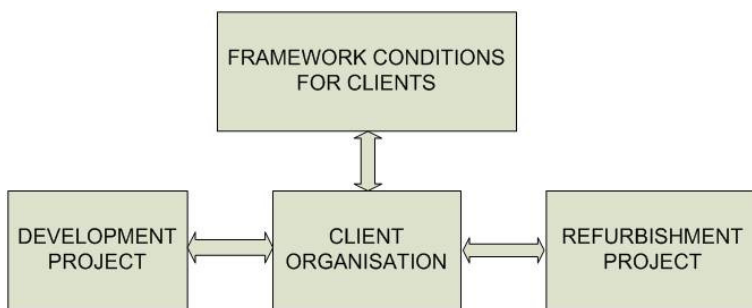 FRAMEWORK CONDITIONS
FOR CLIENTS
DEVELOPMENT
PROJECT
CLIENT
ORGANISATION
REFURBISHMENT
PROJECT